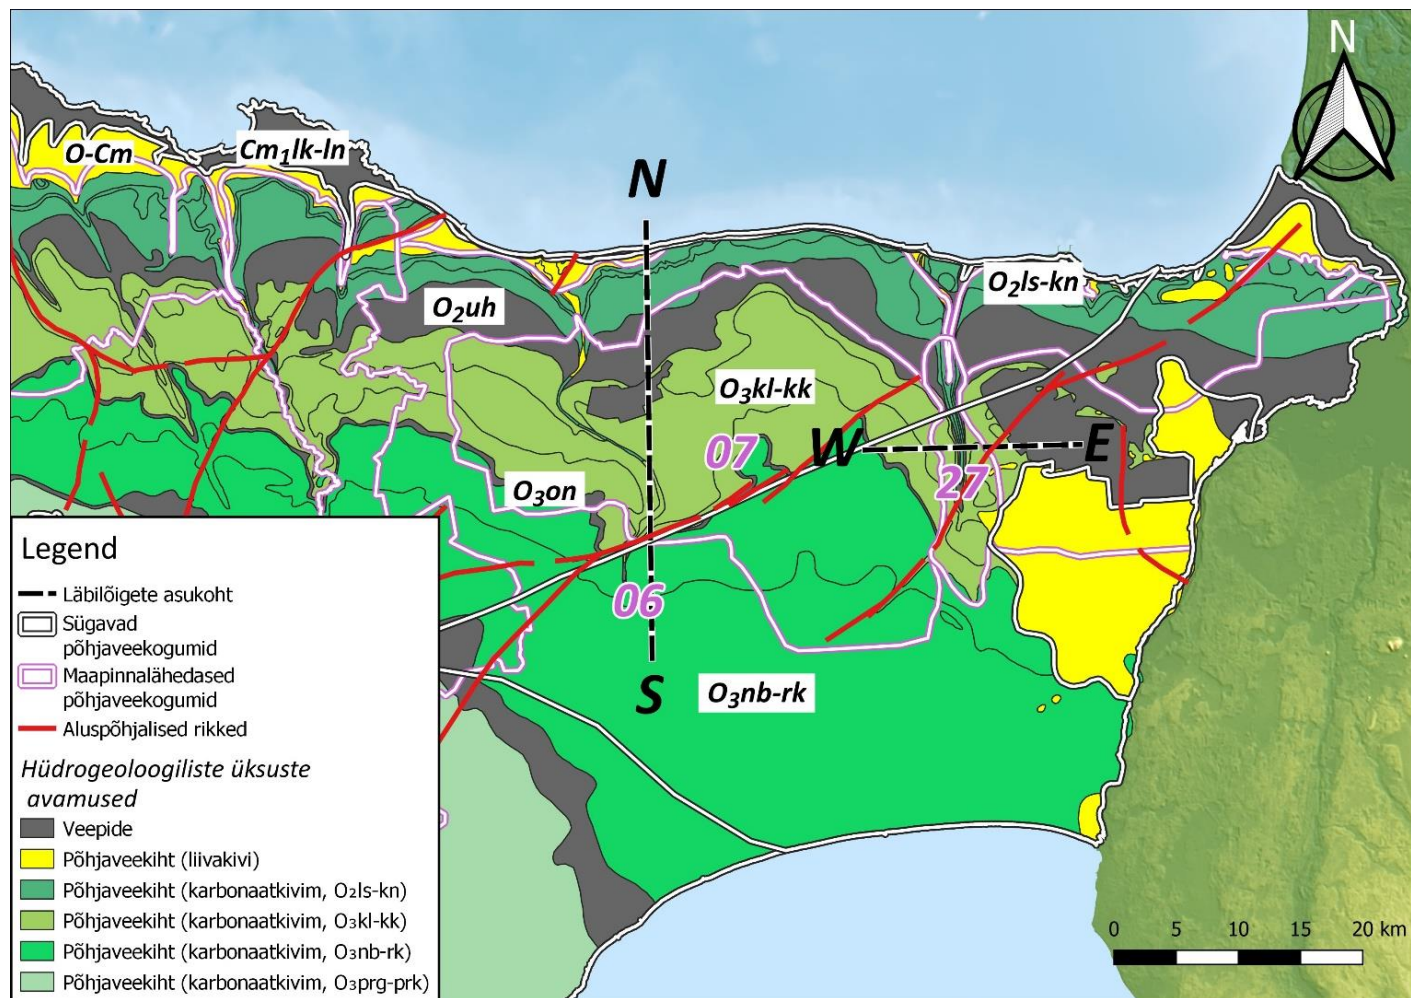 N
O-Cm
Cm₁lk-ln
N
O₂ls-kn
O₂uh
O₃kl-kk
07
W
E
27
O₃on
06
S
O₃nb-rk
Legend
Läbilõigete asukoht
Sügavad
põhjaveekogumid
Maapinnalähedased
põhjaveekogumid
Aluspõhjalised rikked
Hüdrogeoloogiliste üksuste
avamused
Veepide
Põhjaveekiht (liivakivi)
Põhjaveekiht (karbonaatkivim, O₂ls-kn)
Põhjaveekiht (karbonaatkivim, O₃kl-kk)
Põhjaveekiht (karbonaatkivim, O₃nb-rk)
Põhjaveekiht (karbonaatkivim, O₃prg-prk)
0 5 10 15 20 km